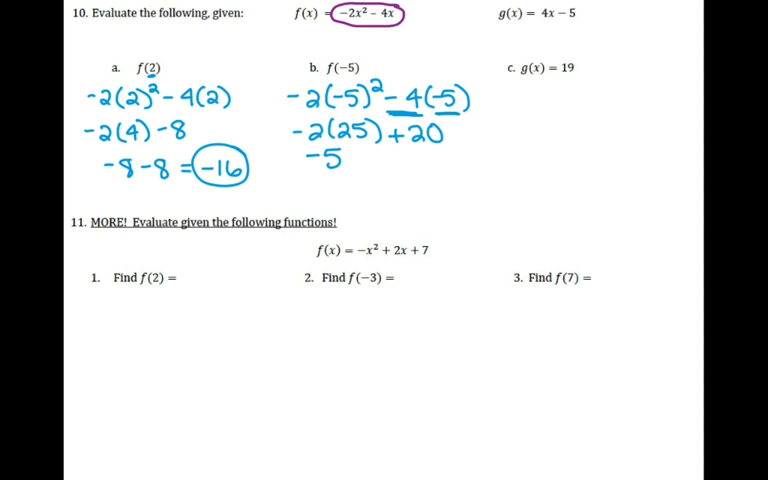 10. Evaluate the following, given: f(x) = −2x² − 4x g(x) = 4x − 5
a. f(2) b. f(−5) c. g(x) = 19
-2(2)² - 4(2) -2(-5)² - 4(-5)
-2(4) - 8 -2(25) + 20
-8 - 8 = -16 -5
11. MORE! Evaluate given the following functions!
f(x) = −x² + 2x + 7
1. Find f(2) = 2. Find f(−3) = 3. Find f(7) =